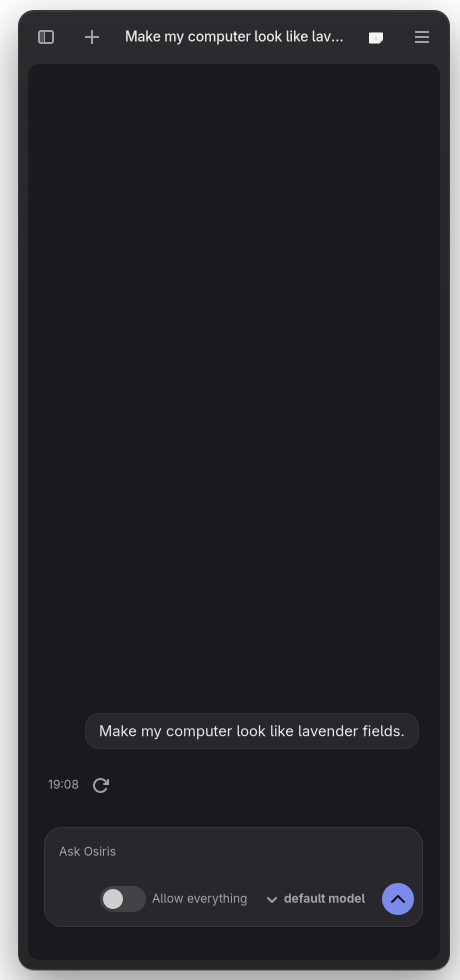 Make my computer look like lav...
Make my computer look like lavender fields.
19:08
Ask Osiris
Allow everything
default model